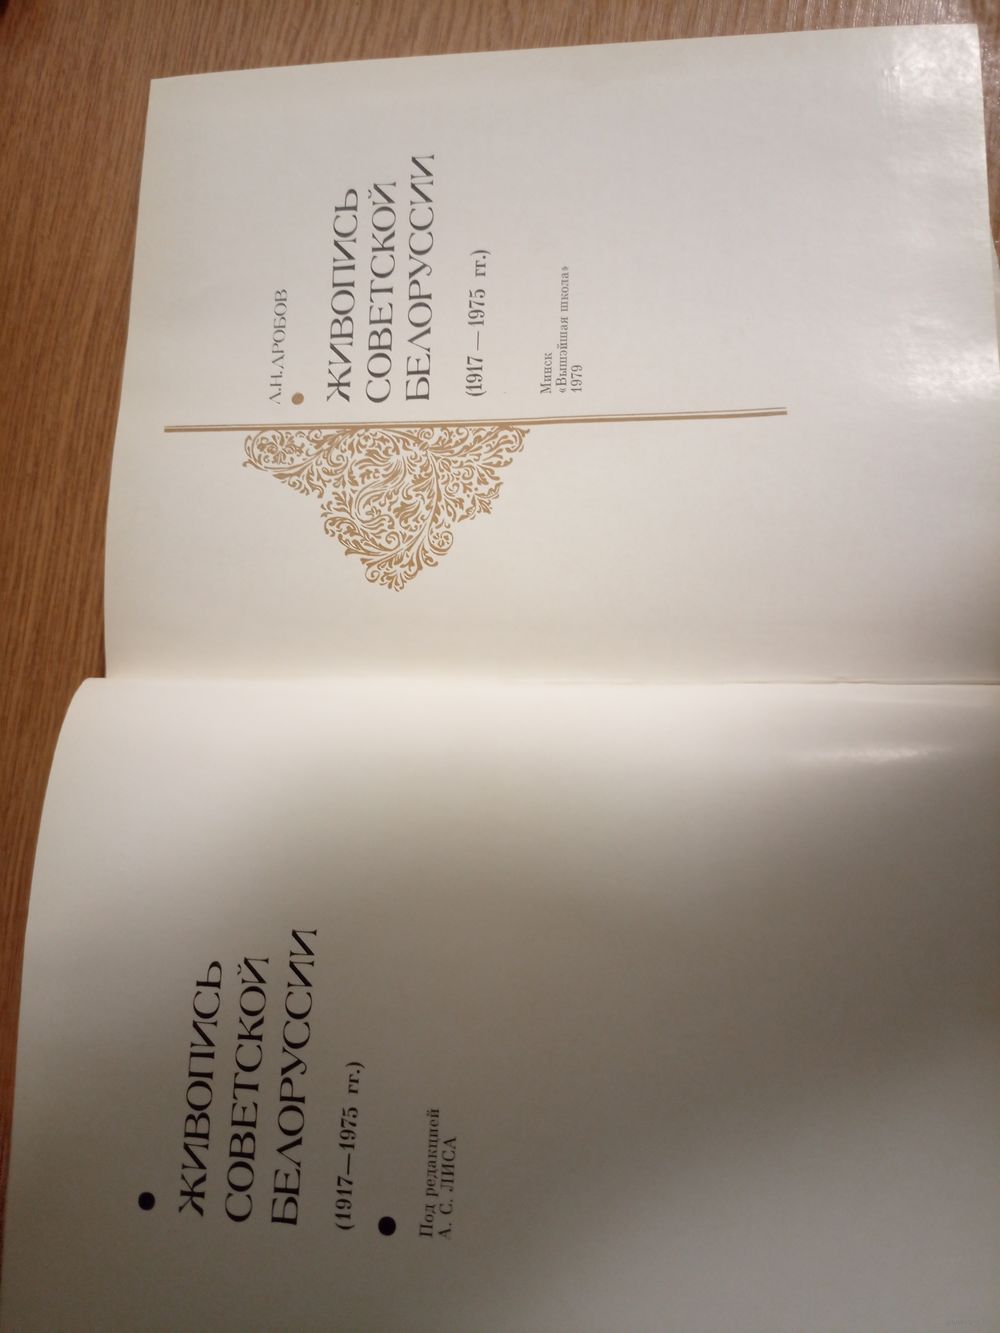 ЖИВОПИСЬ
СОВЕТСКОЙ
БЕЛОРУССИИ
(1917—1975 гг.)
Под редакцией
А. С. ЛИСА
Л.Н.ДРОБОВ
ЖИВОПИСЬ
СОВЕТСКОЙ
БЕЛОРУССИИ
(1917 — 1975 гг.)
Минск
«Вышэйшая школа»
1979